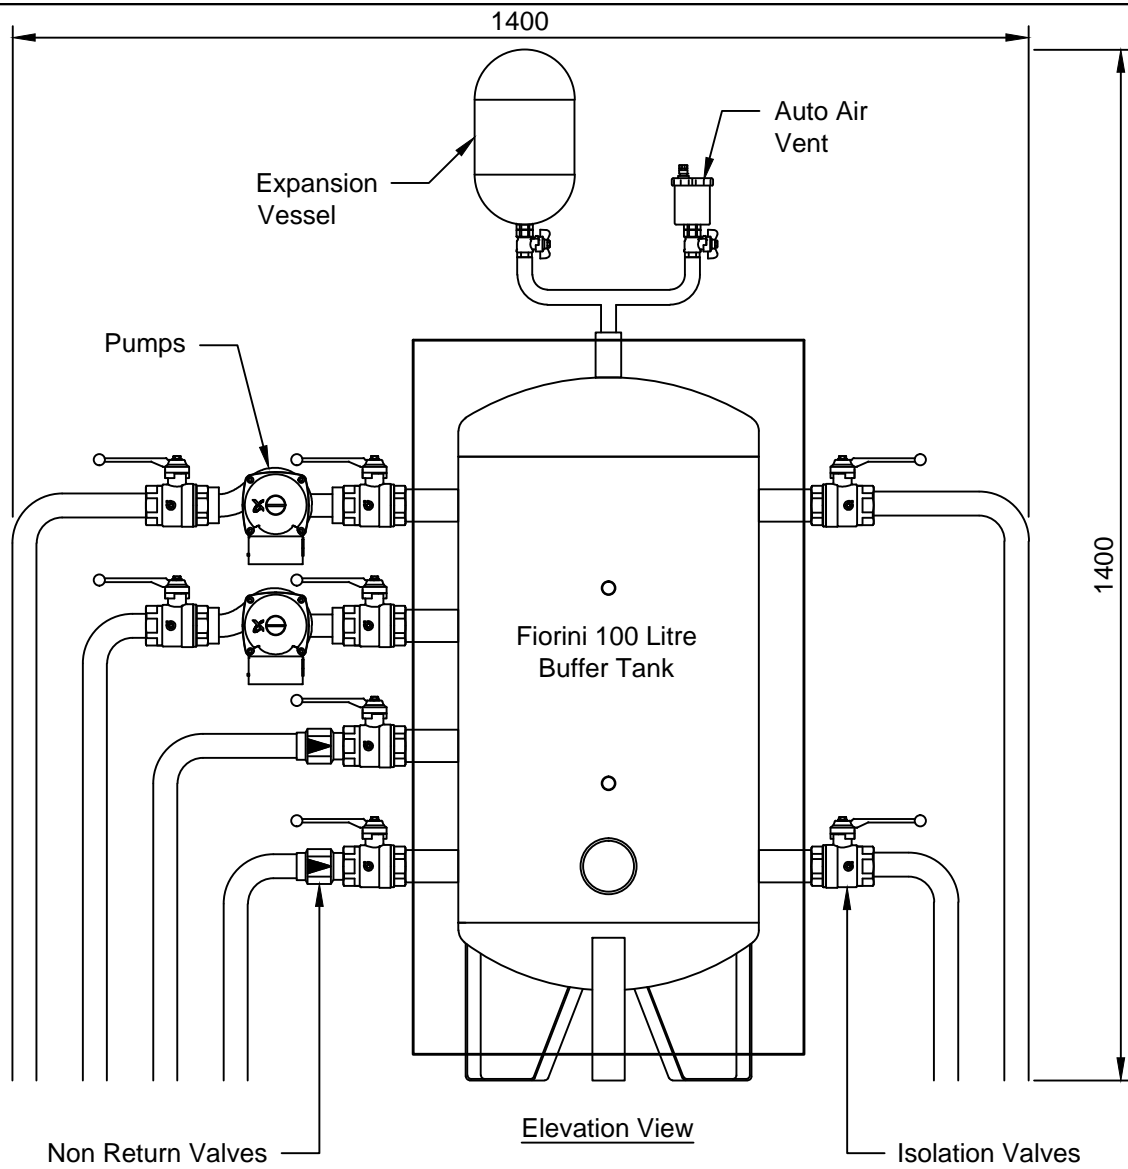 1400
Auto Air
Vent
Expansion
Vessel
Pumps
1400
Fiorini 100 Litre
Buffer Tank
Elevation View
Non Return Valves
Isolation Valves